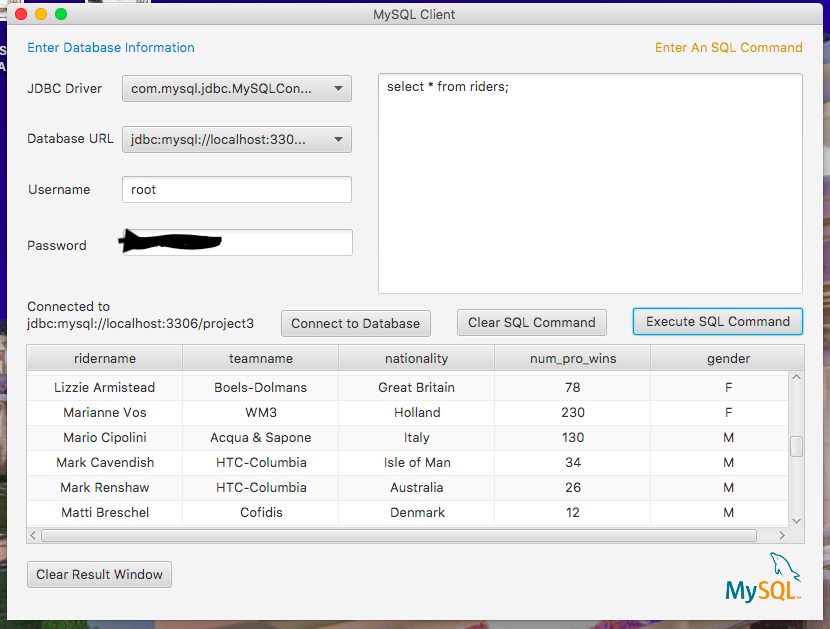 MySQL Client
Enter Database Information
Enter An SQL Command
JDBC Driver
com.mysql.jdbc.MySQLCon...
select * from riders;
Database URL
jdbc:mysql://localhost:330...
Username
root
Password
Connected to
jdbc:mysql://localhost:3306/project3
Connect to Database
Clear SQL Command
Execute SQL Command
ridername teamname nationality num_pro_wins gender
Lizzie Armistead Boels-Dolmans Great Britain 78 F
Marianne Vos WM3 Holland 230 F
Mario Cipolini Acqua & Sapone Italy 130 M
Mark Cavendish HTC-Columbia Isle of Man 34 M
Mark Renshaw HTC-Columbia Australia 26 M
Matti Breschel Cofidis Denmark 12 M
Clear Result Window
MySQL